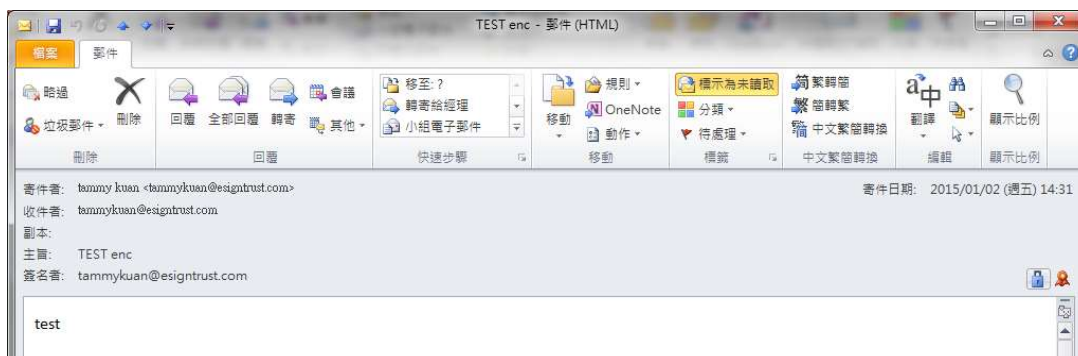 TEST enc - 郵件 (HTML)
檔案 郵件
略過
垃圾郵件
刪除
刪除
回覆 全部回覆 轉寄
會議
其他
回覆
移至: ?
轉寄給經理
小組電子郵件
快速步驟
移動
規則
OneNote
動作
移動
標示為未讀取
分類
待處理
標籤
简 繁轉簡
繁 簡轉繁
中文繁簡轉換
中文繁簡轉換
a中
翻譯
編輯
顯示比例
顯示比例
寄件者: tammy kuan <tammykuan@esigntrust.com>
寄件日期: 2015/01/02 (週五) 14:31
收件者: tammykuan@esigntrust.com
副本:
主旨: TEST enc
簽名者: tammykuan@esigntrust.com
test